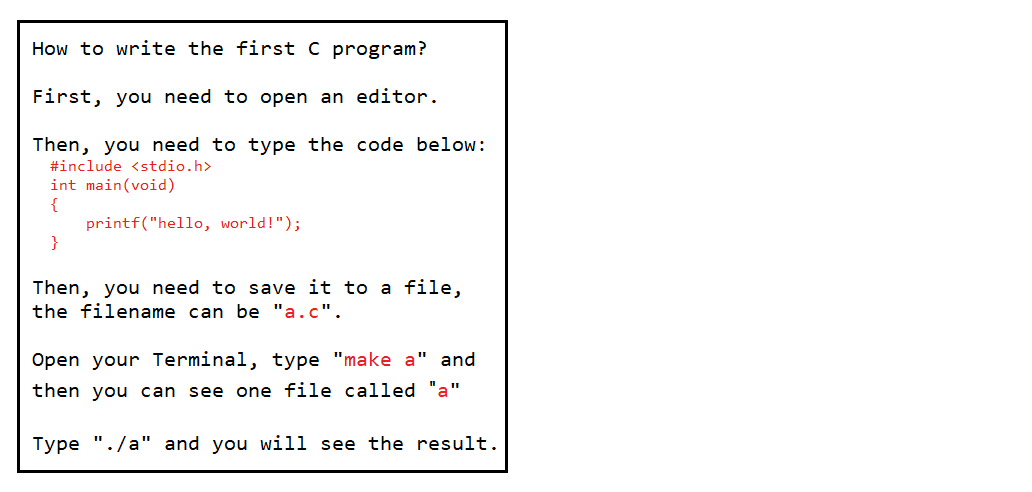 How to write the first C program?
First, you need to open an editor.
Then, you need to type the code below:
#include <stdio.h>
int main(void)
{
    printf("hello, world!");
}
Then, you need to save it to a file,
the filename can be "a.c".
Open your Terminal, type "make a" and
then you can see one file called "a"
Type "./a" and you will see the result.